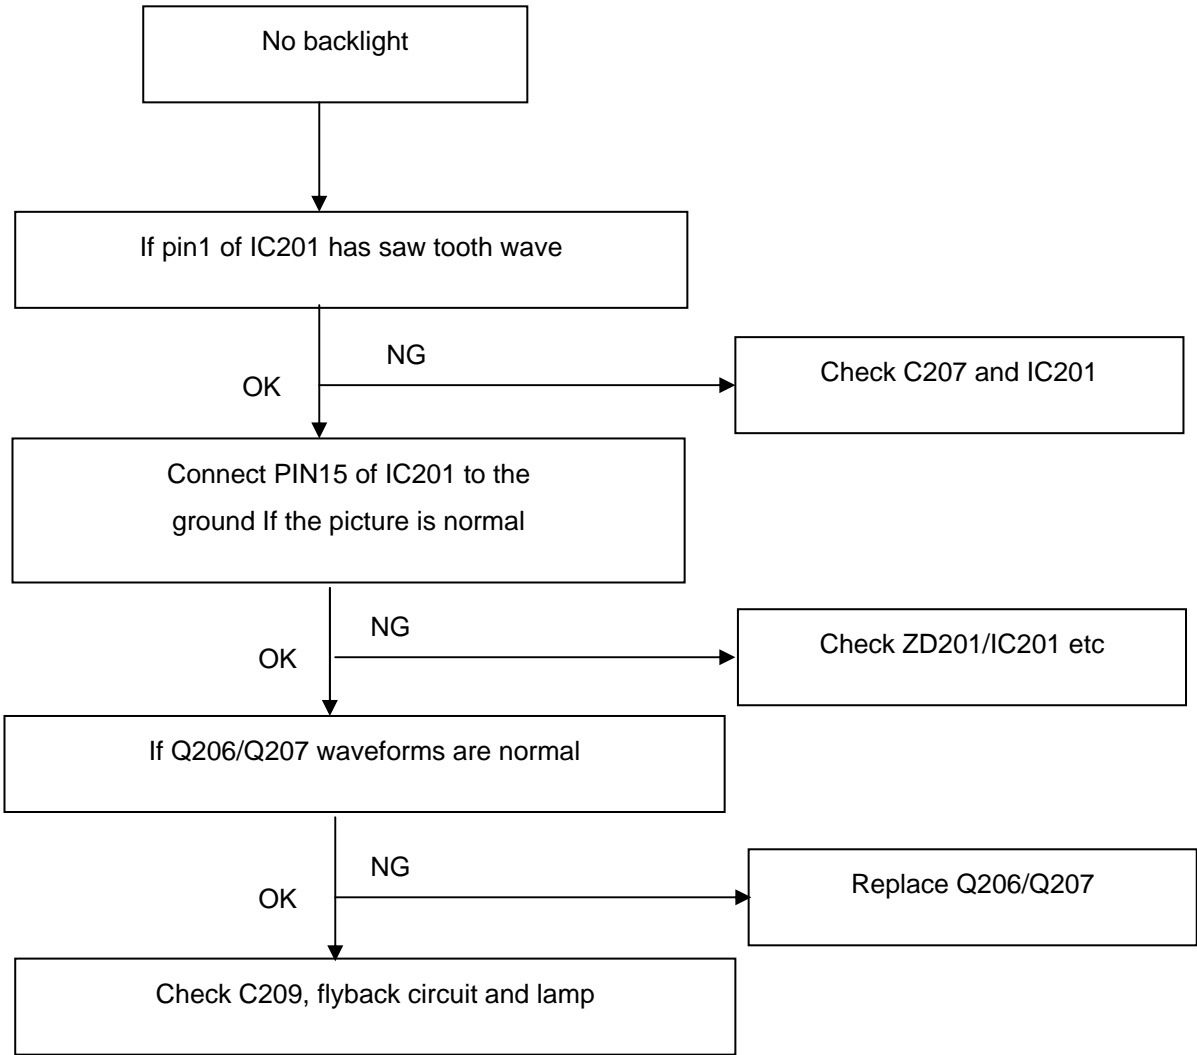 No backlight
If pin1 of IC201 has saw tooth wave
NG
OK
Check C207 and IC201
Connect PIN15 of IC201 to the
ground If the picture is normal
NG
OK
Check ZD201/IC201 etc
If Q206/Q207 waveforms are normal
NG
OK
Replace Q206/Q207
Check C209, flyback circuit and lamp